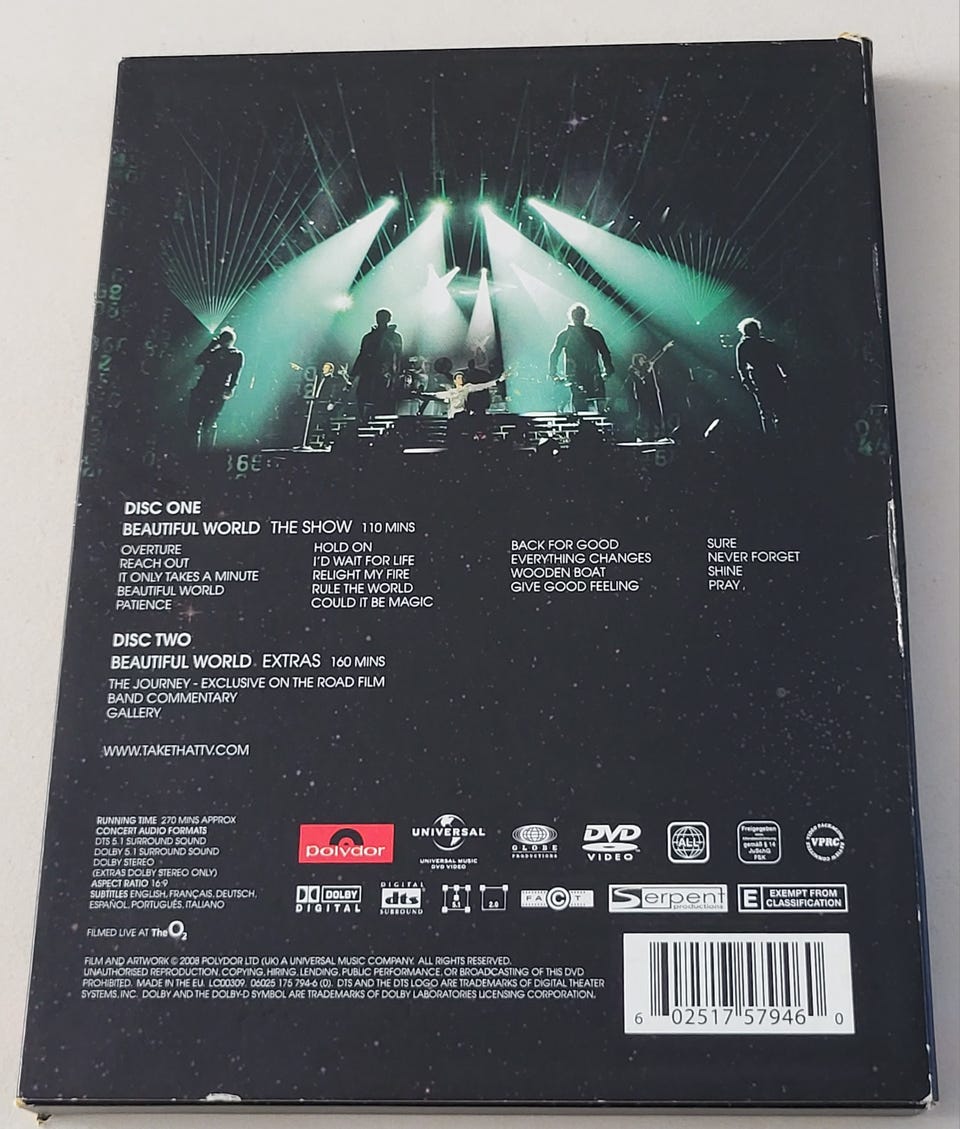 DISC ONE
BEAUTIFUL WORLD THE SHOW 110 MINS
OVERTURE
REACH OUT
IT ONLY TAKES A MINUTE
BEAUTIFUL WORLD
PATIENCE
HOLD ON
I'D WAIT FOR LIFE
RELIGHT MY FIRE
RULE THE WORLD
COULD IT BE MAGIC
BACK FOR GOOD
EVERYTHING CHANGES
WOODEN BOAT
GIVE GOOD FEELING
SURE
NEVER FORGET
SHINE
PRAY
DISC TWO
BEAUTIFUL WORLD EXTRAS 160 MINS
THE JOURNEY - EXCLUSIVE ON THE ROAD FILM
BAND COMMENTARY
GALLERY
WWW.TAKETHATTV.COM
RUNNING TIME 270 MINS APPROX
CONCERT AUDIO FORMATS
DTS 5.1 SURROUND SOUND
DOLBY 5.1 SURROUND SOUND
DOLBY STEREO
(EXTRAS DOLBY STEREO ONLY)
ASPECT RATIO 16:9
SUBTITLES ENGLISH, FRANÇAIS, DEUTSCH,
ESPAÑOL, PORTUGUÊS, ITALIANO
polydor
UNIVERSAL
UNIVERSAL MUSIC
DVD VIDEO
GLOBE
PRODUCTIONS
DVD
VIDEO
ALL
Freigegeben
gemäß § 14
JuSchG
FSK
VPRC
DOLBY
DIGITAL
DIGITAL
dts
SURROUND
5.1
2.0
FACT
Serpent
productions
E EXEMPT FROM
CLASSIFICATION
FILMED LIVE AT The O2
FILM AND ARTWORK © 2008 POLYDOR LTD (UK) A UNIVERSAL MUSIC COMPANY. ALL RIGHTS RESERVED.
UNAUTHORISED REPRODUCTION, COPYING, HIRING, LENDING, PUBLIC PERFORMANCE, OR BROADCASTING OF THIS DVD
PROHIBITED. MADE IN THE EU. LC00309. 06025 176 794-6 (0). DTS AND THE DTS LOGO ARE TRADEMARKS OF DIGITAL THEATER
SYSTEMS, INC. DOLBY AND THE DOLBY-D SYMBOL ARE TRADEMARKS OF DOLBY LABORATORIES LICENSING CORPORATION.
6 02517 57946 0